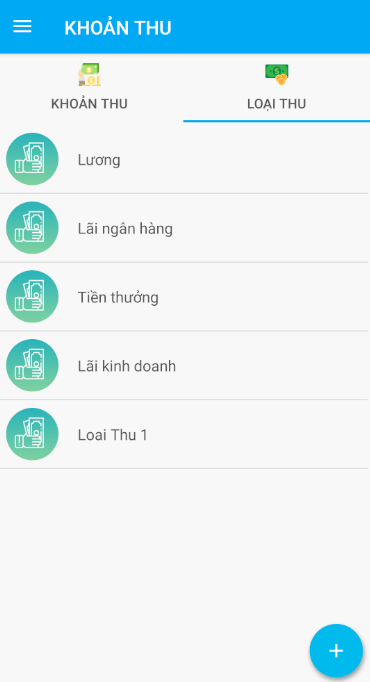 KHOẢN THU
KHOẢN THU
LOẠI THU
Lương
Lãi ngân hàng
Tiền thưởng
Lãi kinh doanh
Loai Thu 1